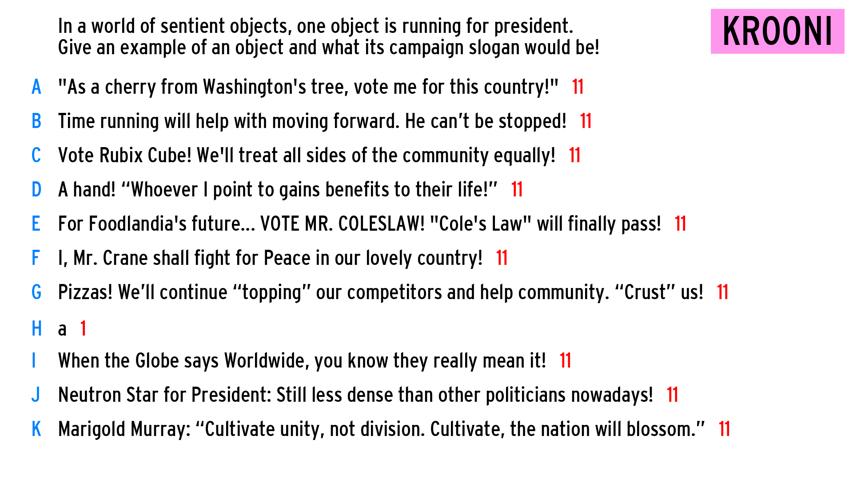 In a world of sentient objects, one object is running for president.
Give an example of an object and what its campaign slogan would be!
KROONI
A "As a cherry from Washington's tree, vote me for this country!" 11
B Time running will help with moving forward. He can’t be stopped! 11
C Vote Rubix Cube! We'll treat all sides of the community equally! 11
D A hand! “Whoever I point to gains benefits to their life!” 11
E For Foodlandia's future... VOTE MR. COLESLAW! "Cole's Law" will finally pass! 11
F I, Mr. Crane shall fight for Peace in our lovely country! 11
G Pizzas! We’ll continue “topping” our competitors and help community. “Crust” us! 11
H a 1
I When the Globe says Worldwide, you know they really mean it! 11
J Neutron Star for President: Still less dense than other politicians nowadays! 11
K Marigold Murray: “Cultivate unity, not division. Cultivate, the nation will blossom.” 11